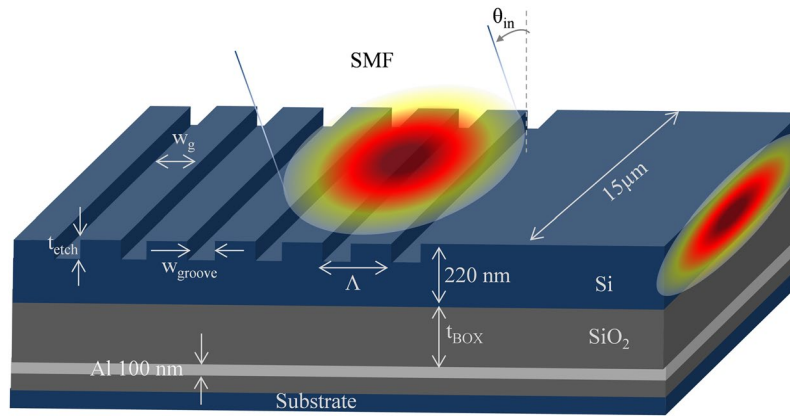 θin
SMF
wg
15μm
tetch
wgroove
Λ
220 nm
Si
tBOX
SiO2
Al 100 nm
Substrate